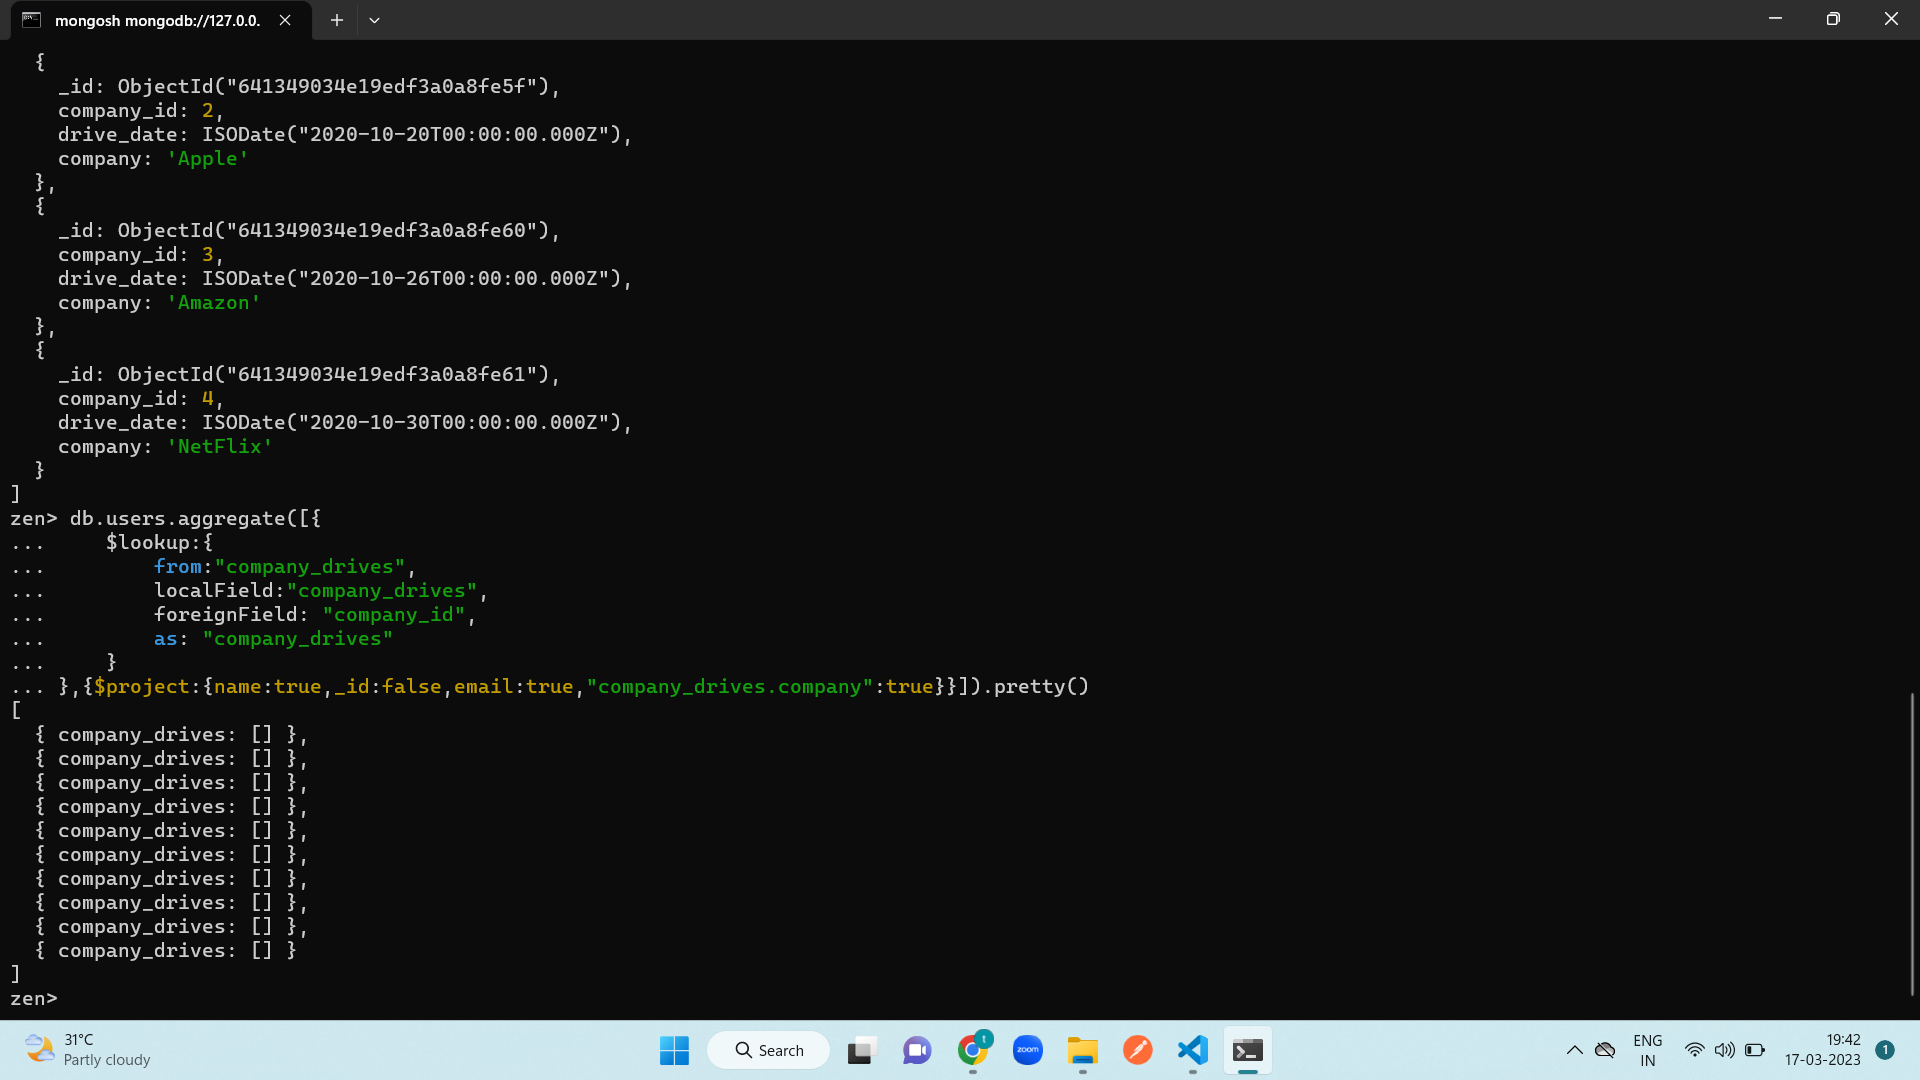 mongosh mongodb://127.0.0.
{
_id: ObjectId("641349034e19edf3a0a8fe5f"),
company_id: 2,
drive_date: ISODate("2020-10-20T00:00:00.000Z"),
company: 'Apple'
},
{
_id: ObjectId("641349034e19edf3a0a8fe60"),
company_id: 3,
drive_date: ISODate("2020-10-26T00:00:00.000Z"),
company: 'Amazon'
},
{
_id: ObjectId("641349034e19edf3a0a8fe61"),
company_id: 4,
drive_date: ISODate("2020-10-30T00:00:00.000Z"),
company: 'NetFlix'
}
]
zen> db.users.aggregate([{
... $lookup:{
... from:"company_drives",
... localField:"company_drives",
... foreignField: "company_id",
... as: "company_drives"
... }
... },{$project:{name:true,_id:false,email:true,"company_drives.company":true}}]).pretty()
[
{ company_drives: [] },
{ company_drives: [] },
{ company_drives: [] },
{ company_drives: [] },
{ company_drives: [] },
{ company_drives: [] },
{ company_drives: [] },
{ company_drives: [] },
{ company_drives: [] },
{ company_drives: [] }
]
zen>
31°C
Partly cloudy
Search
t
zoom
ENG
IN
19:42
17-03-2023
1